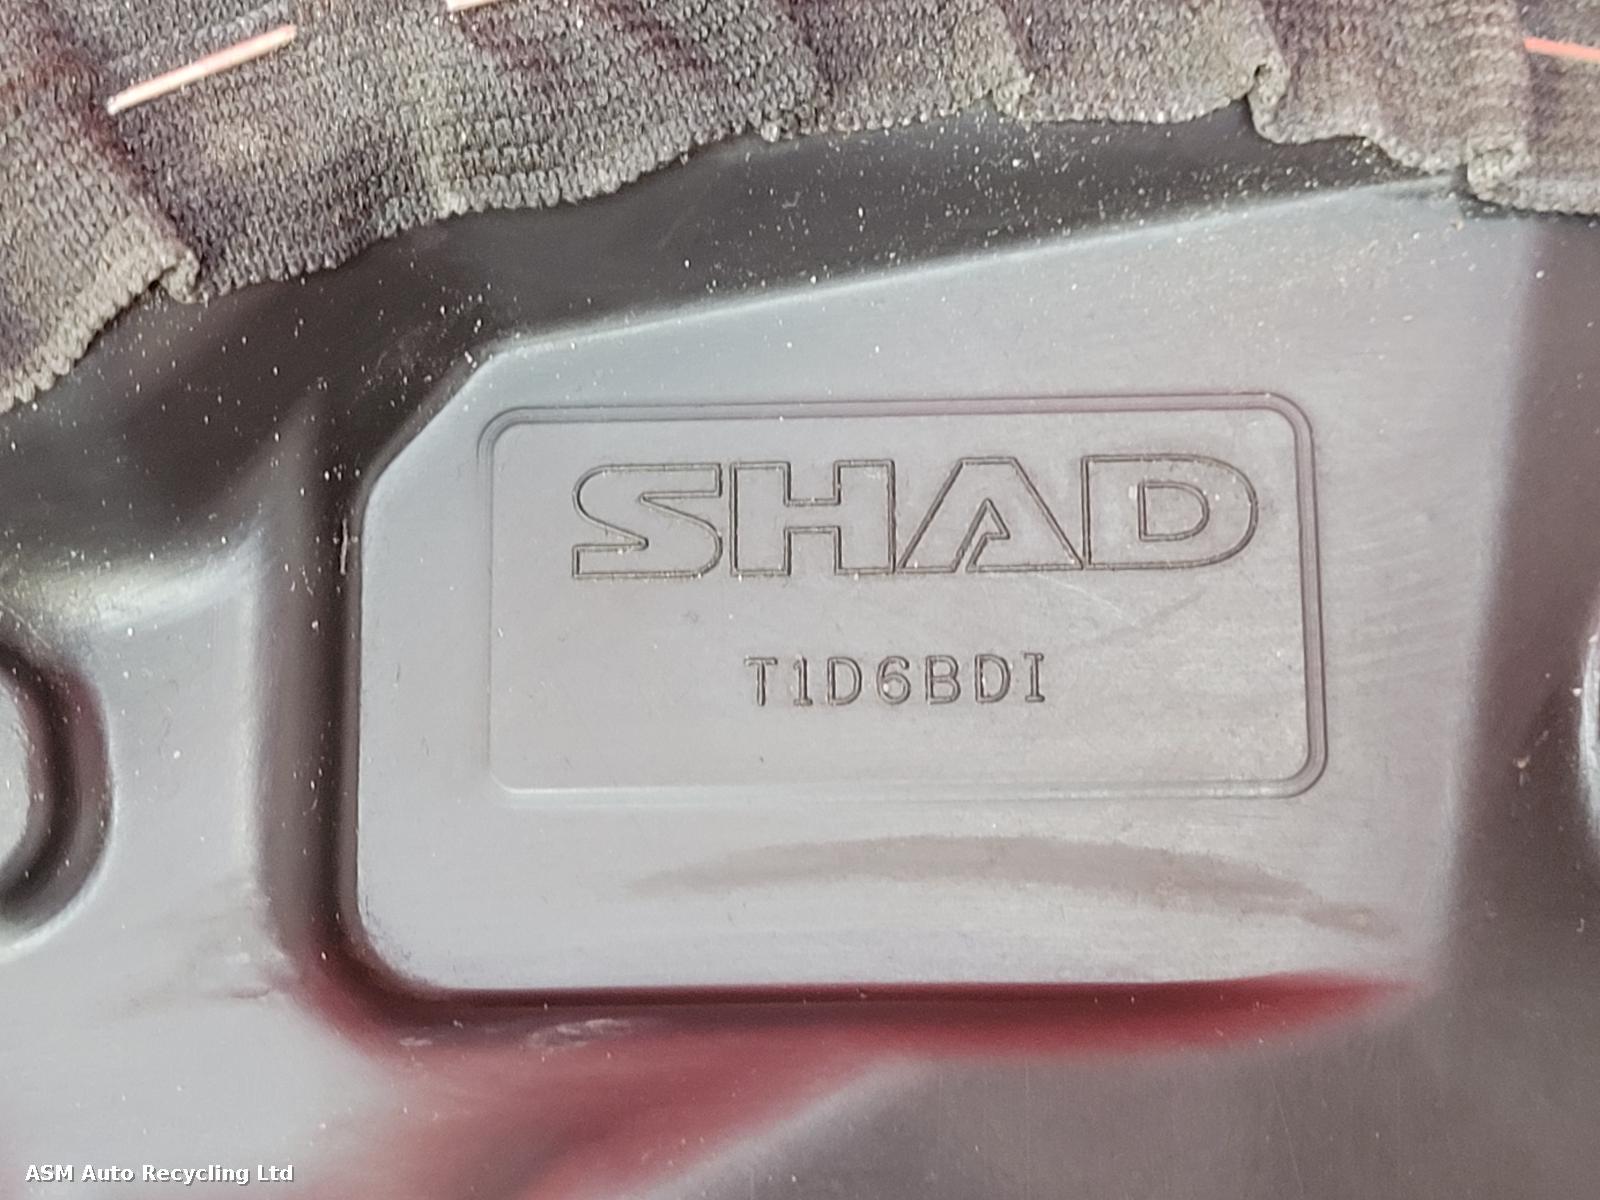 SHAD
T1D6BDI
ASM Auto Recycling Ltd